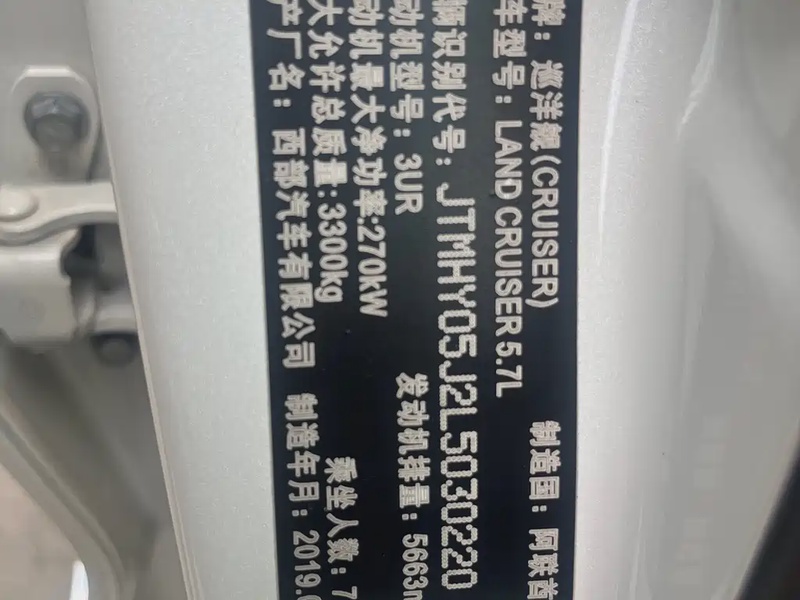 牌：巡洋舰(CRUISER) 制造国：阿联酋
车型号：LAND CRUISER 5.7L
辆识别代号：JTMHY05J2L5030220
动机型号：3UR 发动机排量：5663m
动机最大净功率:270kW
大允许总质量:3300kg 乘坐人数：7
产厂名：西部汽车有限公司 制造年月：2019.